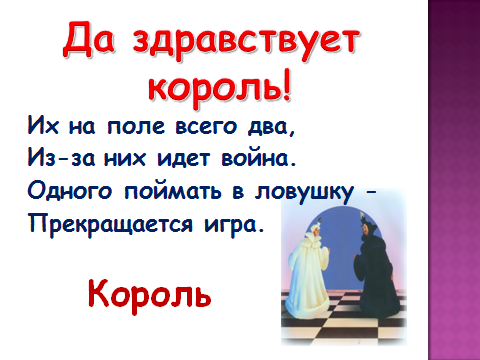 Да здравствует
король!
Их на поле всего два,
Из-за них идет война.
Одного поймать в ловушку -
Прекращается игра.
Король